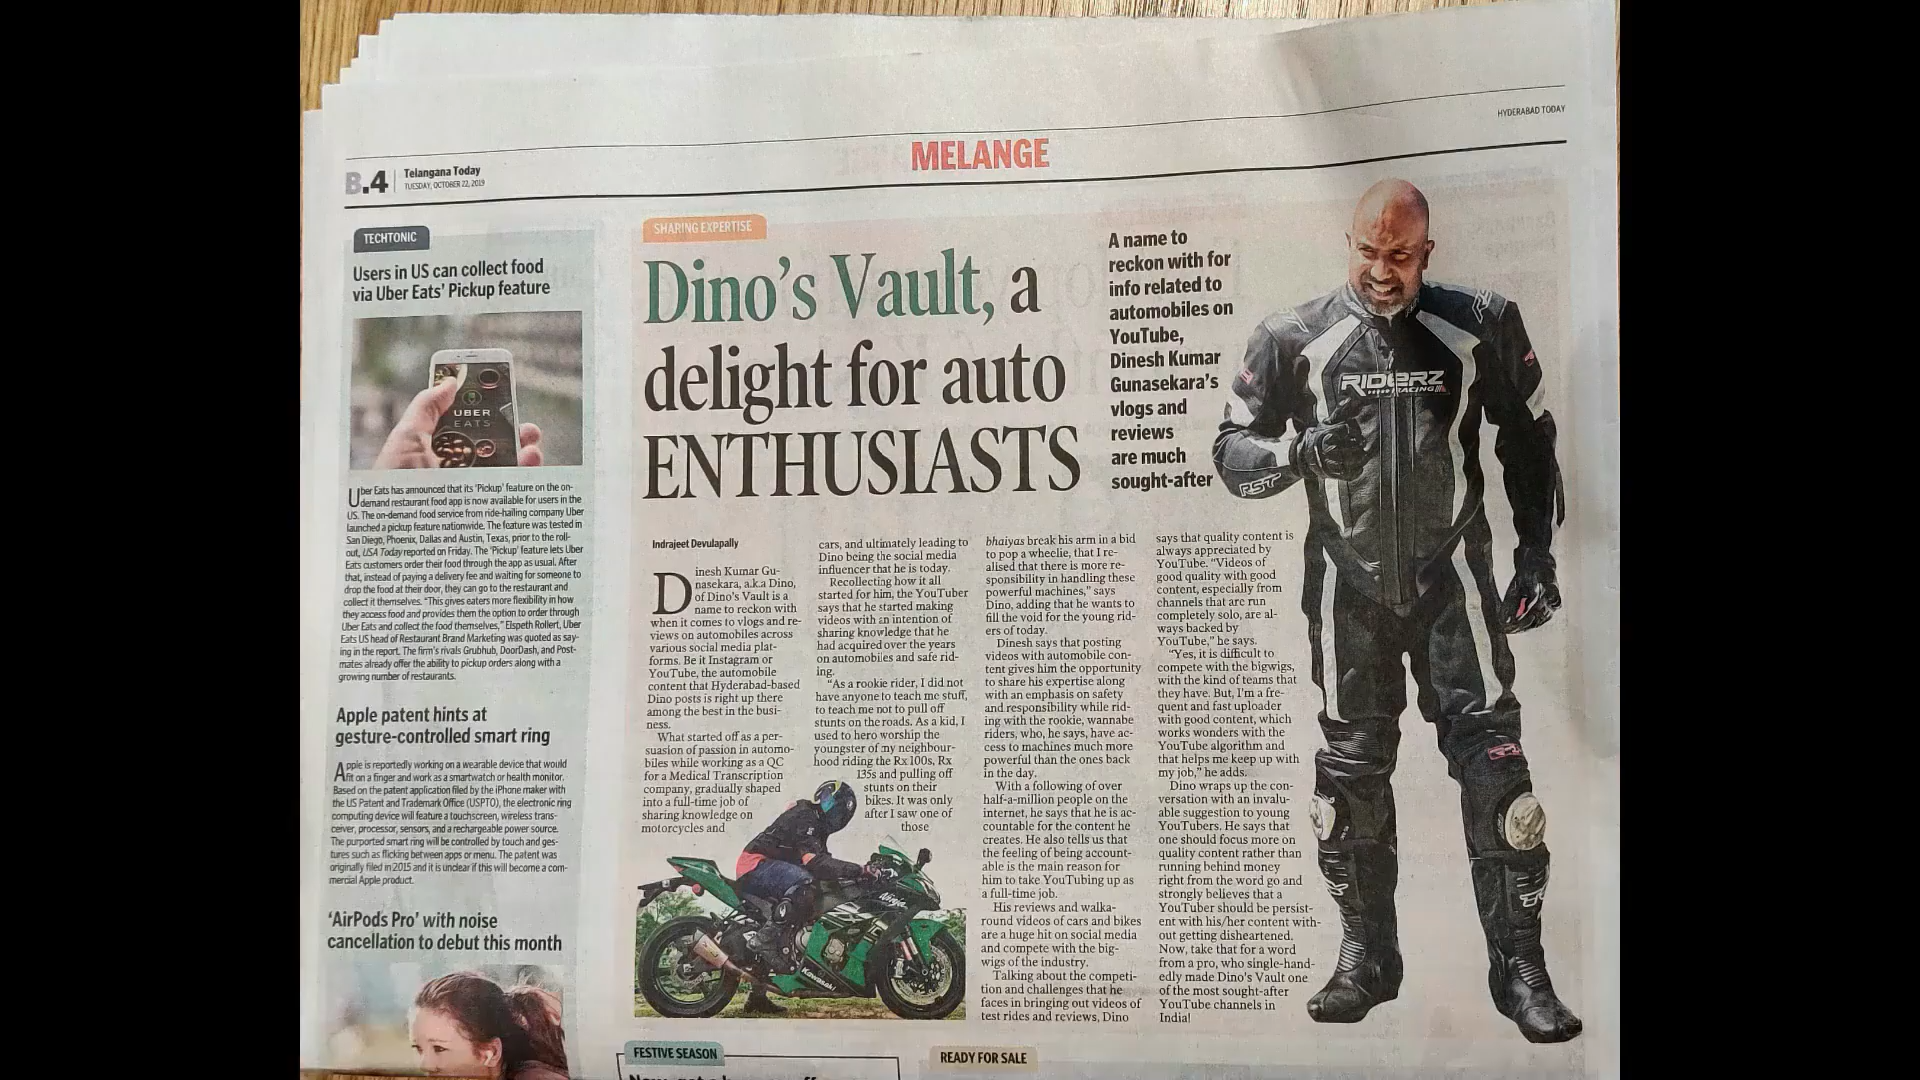 HYDERABAD TODAY
MELANGE
B.4
Telangana Today
TUESDAY, OCTOBER 22, 2019
TECHTONIC
Users in US can collect food
via Uber Eats' Pickup feature
UBER
EATS
Uber Eats has announced that its 'Pickup' feature on the on-
demand restaurant food app is now available for users in the
US. The on-demand food service from ride-hailing company Uber
launched a pickup feature nationwide. The feature was tested in
San Diego, Phoenix, Dallas and Austin, Texas, prior to the roll-
out, USA Today reported on Friday. The 'Pickup' feature lets Uber
Eats customers order their food through the app as usual. After
that, instead of paying a delivery fee and waiting for someone to
drop the food at their door, they can go to the restaurant and
collect it themselves. "This gives eaters more flexibility in how
they access food and provides them the option to order through
Uber Eats and collect the food themselves," Elspeth Rollert, Uber
Eats US head of Restaurant Brand Marketing was quoted as say-
ing in the report. The firm's rivals Grubhub, DoorDash, and Post-
mates already offer the ability to pickup orders along with a
growing number of restaurants.
Apple patent hints at
gesture-controlled smart ring
Apple is reportedly working on a wearable device that would
fit on a finger and work as a smartwatch or health monitor.
Based on the patent application filed by the iPhone maker with
the US Patent and Trademark Office (USPTO), the electronic ring
computing device will feature a touchscreen, wireless trans-
ceiver, processor, sensors, and a rechargeable power source.
The purported smart ring will be controlled by touch and ges-
tures such as flicking between apps or menu. The patent was
originally filed in 2015 and it is unclear if this will become a com-
mercial Apple product.
'AirPods Pro' with noise
cancellation to debut this month
SHARING EXPERTISE
Dino's Vault, a
delight for auto
ENTHUSIASTS
A name to
reckon with for
info related to
automobiles on
YouTube,
Dinesh Kumar
Gunasekara's
vlogs and
reviews
are much
sought-after
Indrajeet Devulapally
Dinesh Kumar Gu-
nasekara, a.k.a Dino,
of Dino's Vault is a
name to reckon with
when it comes to vlogs and re-
views on automobiles across
various social media plat-
forms. Be it Instagram or
YouTube, the automobile
content that Hyderabad-based
Dino posts is right up there
among the best in the busi-
ness.
What started off as a per-
suasion of passion in automo-
biles while working as a QC
for a Medical Transcription
company, gradually shaped
into a full-time job of
sharing knowledge on
motorcycles and
cars, and ultimately leading to
Dino being the social media
influencer that he is today.
Recollecting how it all
started for him, the YouTuber
says that he started making
videos with an intention of
sharing knowledge that he
had acquired over the years
on automobiles and safe rid-
ing.
"As a rookie rider, I did not
have anyone to teach me stuff,
to teach me not to pull off
stunts on the roads. As a kid, I
used to hero worship the
youngster of my neighbour-
hood riding the Rx 100s, Rx
135s and pulling off
stunts on their
bikes. It was only
after I saw one of
those
bhaiyas break his arm in a bid
to pop a wheelie, that I re-
alised that there is more re-
sponsibility in handling these
powerful machines," says
Dino, adding that he wants to
fill the void for the young rid-
ers of today.
Dinesh says that posting
videos with automobile con-
tent gives him the opportunity
to share his expertise along
with an emphasis on safety
and responsibility while rid-
ing with the rookie, wannabe
riders, who, he says, have ac-
cess to machines much more
powerful than the ones back
in the day.
With a following of over
half-a-million people on the
internet, he says that he is ac-
countable for the content he
creates. He also tells us that
the feeling of being account-
able is the main reason for
him to take YouTubing up as
a full-time job.
His reviews and walka-
round videos of cars and bikes
are a huge hit on social media
and compete with the big-
wigs of the industry.
Talking about the competi-
tion and challenges that he
faces in bringing out videos of
test rides and reviews, Dino
says that quality content is
always appreciated by
YouTube. "Videos of
good quality with good
content, especially from
channels that are run
completely solo, are al-
ways backed by
YouTube," he says.
"Yes, it is difficult to
compete with the bigwigs,
with the kind of teams that
they have. But, I'm a fre-
quent and fast uploader
with good content, which
works wonders with the
YouTube algorithm and
that helps me keep up with
my job," he adds.
Dino wraps up the con-
versation with an invalu-
able suggestion to young
YouTubers. He says that
one should focus more on
quality content rather than
running behind money
right from the word go and
strongly believes that a
YouTuber should be persist-
ent with his/her content with-
out getting disheartened.
Now, take that for a word
from a pro, who single-hand-
edly made Dino's Vault one
of the most sought-after
YouTube channels in
India!
RIDERZ
RACING
RST
Ninja
Kawasaki
FESTIVE SEASON
READY FOR SALE